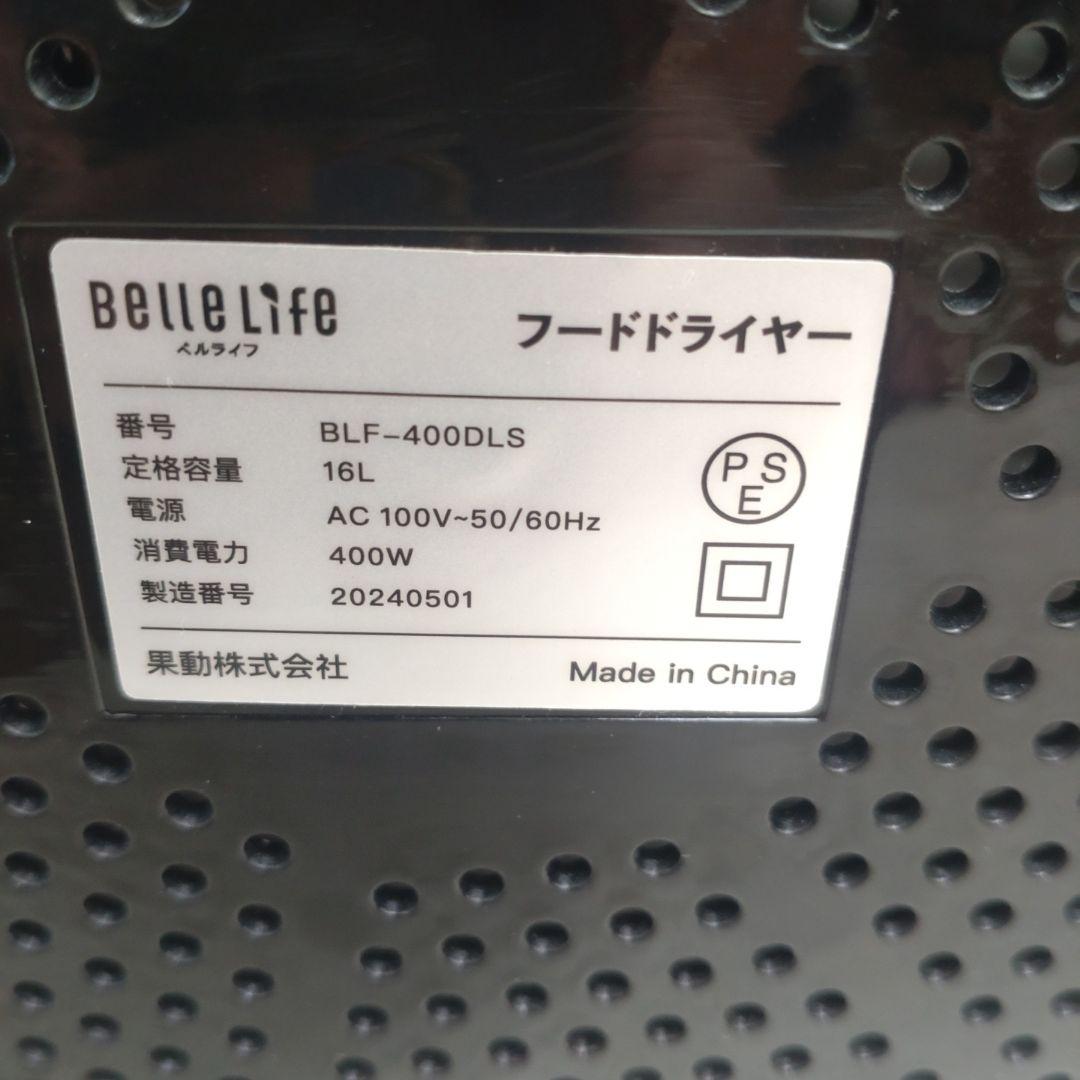 BelleLife
ベルライフ
フードドライヤー
番号 BLF-400DLS
定格容量 16L
電源 AC 100V~50/60Hz
消費電力 400W
製造番号 20240501
PSE
果動株式会社
Made in China